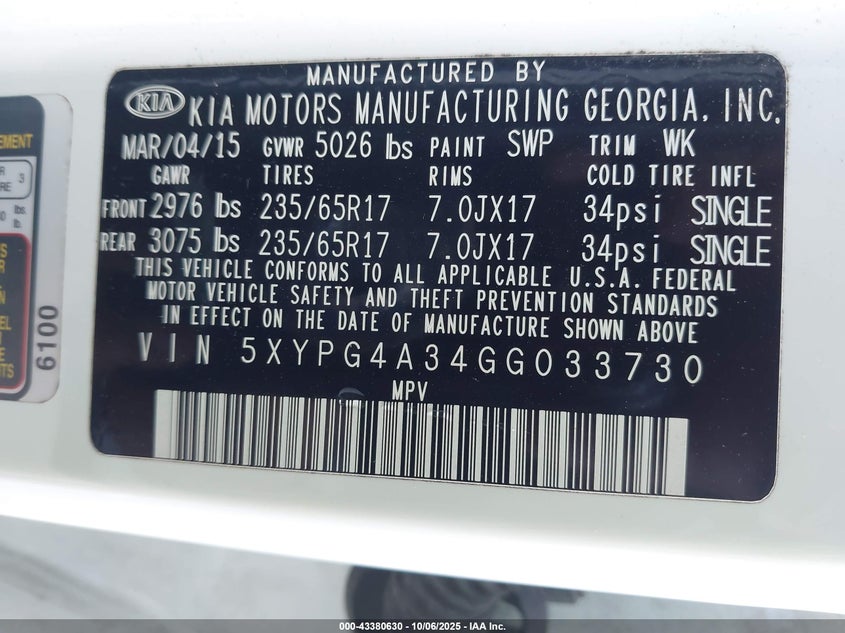 MANUFACTURED BY
KIA KIA MOTORS MANUFACTURING GEORGIA, INC.
MAR/04/15 GVWR 5026 lbs PAINT SWP TRIM WK
GAWR TIRES RIMS COLD TIRE INFL
FRONT 2976 lbs 235/65R17 7.0JX17 34psi SINGLE
REAR 3075 lbs 235/65R17 7.0JX17 34psi SINGLE
THIS VEHICLE CONFORMS TO ALL APPLICABLE U.S.A. FEDERAL
MOTOR VEHICLE SAFETY AND THEFT PREVENTION STANDARDS
IN EFFECT ON THE DATE OF MANUFACTURE SHOWN ABOVE
VIN 5XYPG4A34GG033730
MPV
6100
000-43380630 - 10/06/2025 - IAA Inc.